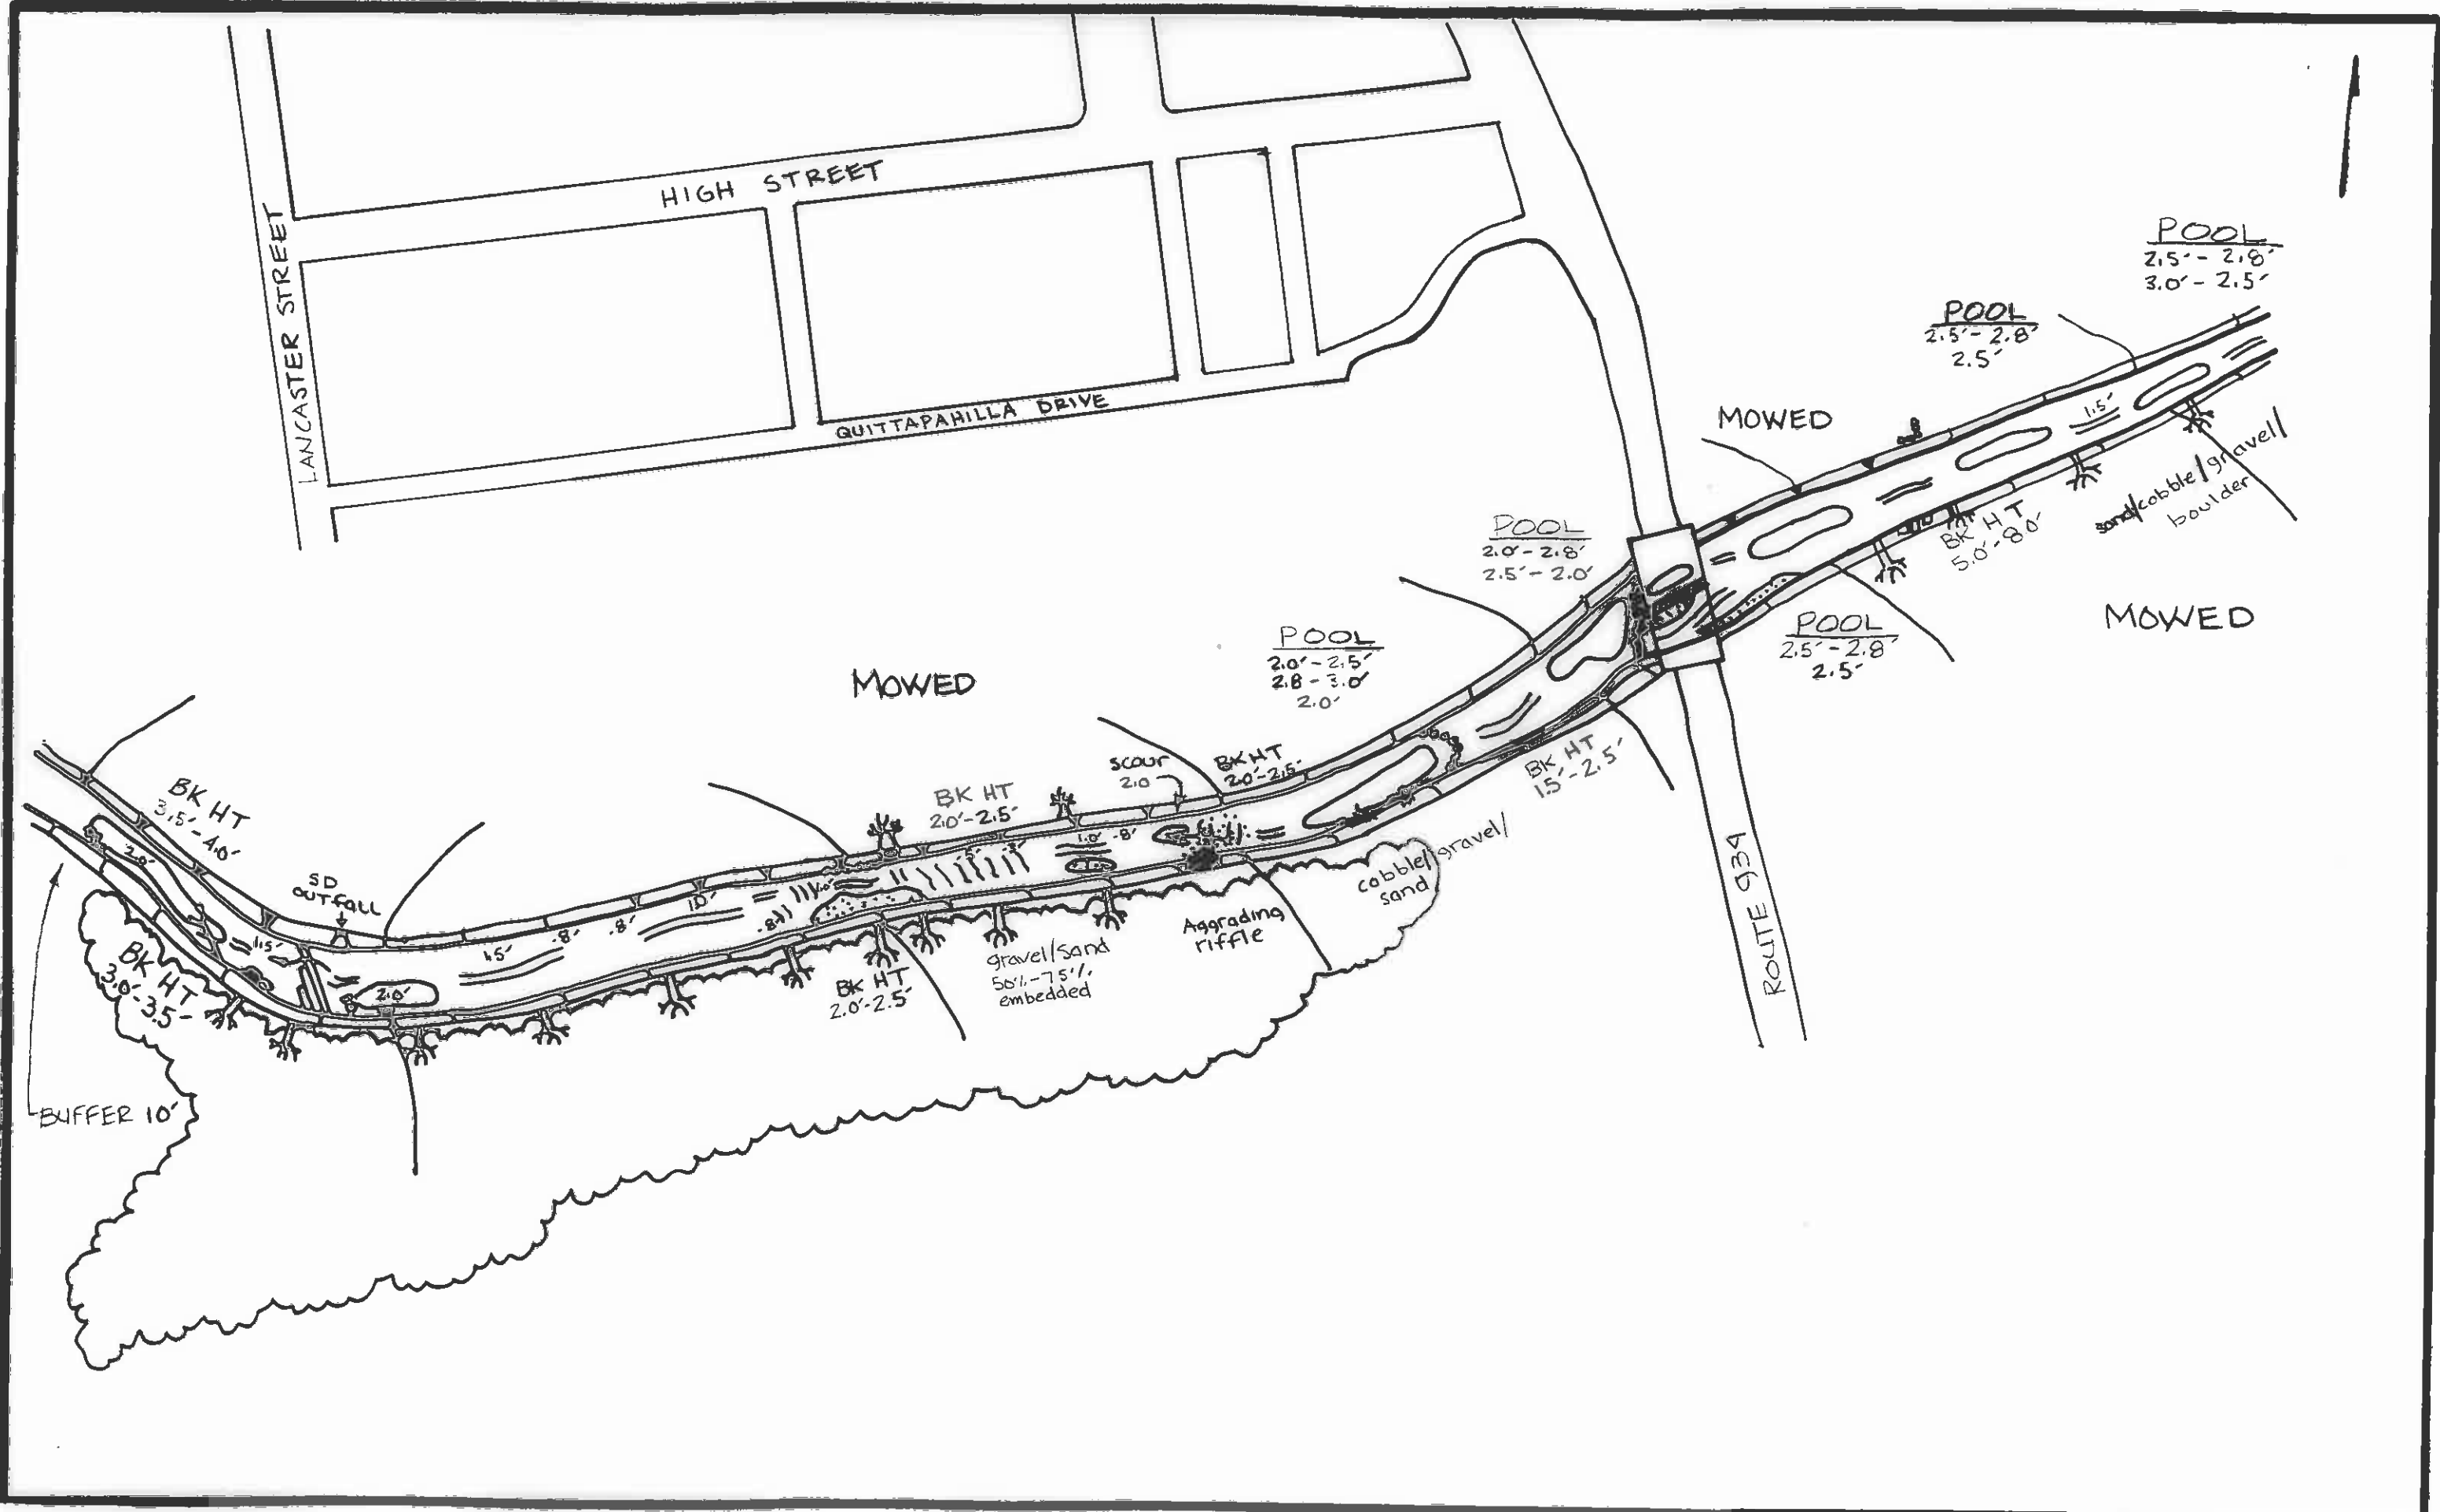 HIGH STREET
LANCASTER STREET
QUITTAPAHILLA DRIVE
POOL
2.5' - 2.8'
3.0' - 2.5'
POOL
2.5' - 2.8'
2.5'
MOWED
1.5'
sand/cobble/gravel/
boulder
BK HT
5.0'-8.0'
MOWED
POOL
2.0' - 2.8'
2.5' - 2.0'
POOL
2.5' - 2.8'
2.5'
POOL
2.0' - 2.5'
2.8 - 3.0'
2.0'
MOWED
scour
2.0
BK HT
2.0'-2.5'
BK HT
1.5'-2.5'
BK HT
2.0'-2.5'
1.0'
.8'
BK HT
3.5'-4.0'
2.0'
SD
OUTFALL
1.5'
1.5'
.8'
.8'
1.0'
.8'
2.0'
BK HT
3.0'-3.5'
cobble/gravel/
sand
Aggrading
riffle
gravel/sand
50%-75%
embedded
BK HT
2.0'-2.5'
ROUTE 934
BUFFER 10'